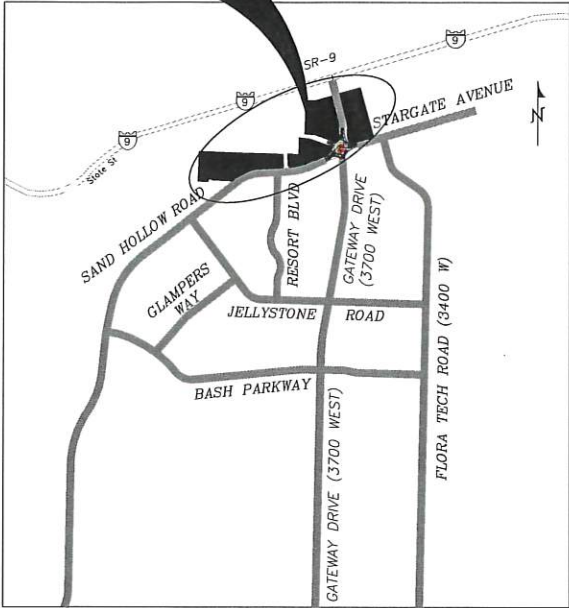 9
SR-9
9
STARGATE AVENUE
9
State St
N
SAND HOLLOW ROAD
RESORT BLVD
GATEWAY DRIVE
(3700 WEST)
GLAMPERS
WAY
JELLYSTONE ROAD
FLORA TECH ROAD (3400 W)
BASH PARKWAY
GATEWAY DRIVE (3700 WEST)